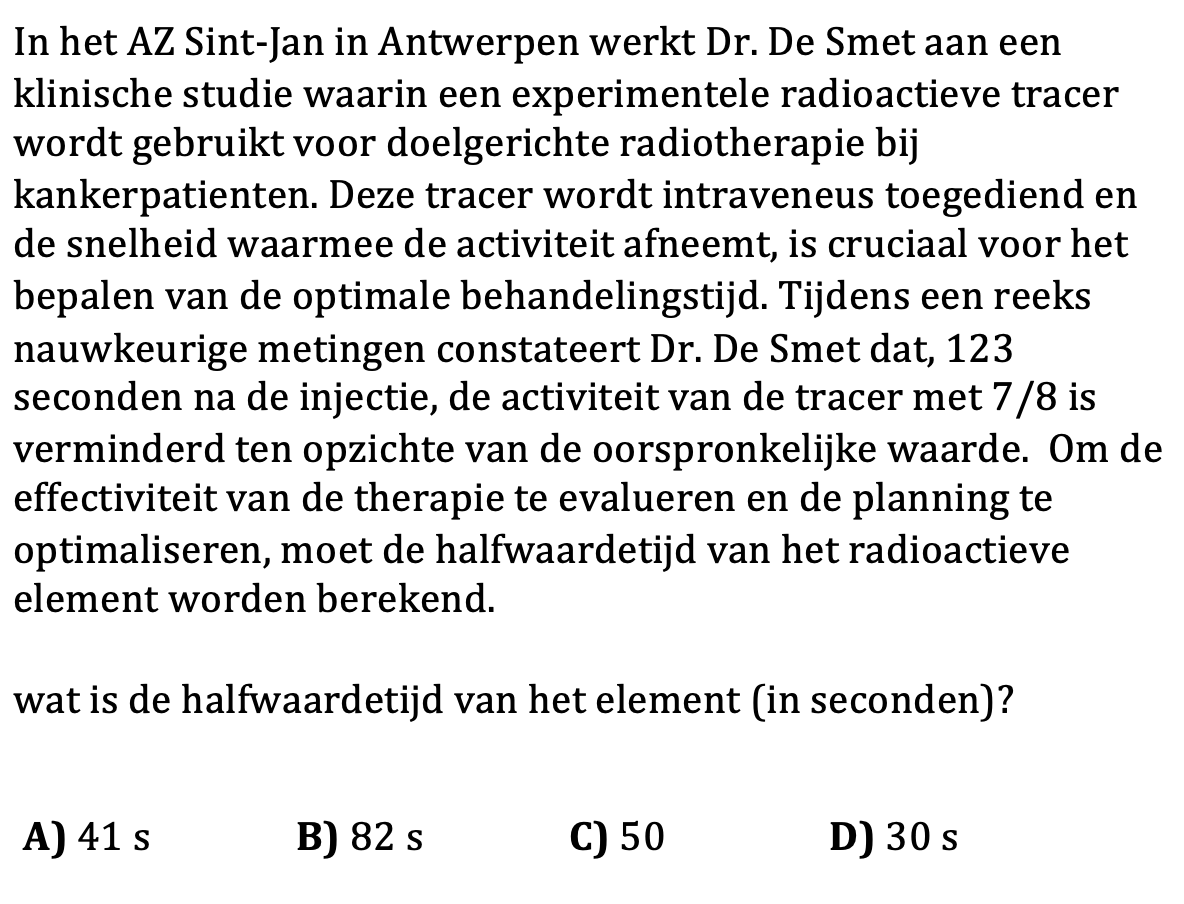 In het AZ Sint-Jan in Antwerpen werkt Dr. De Smet aan een
klinische studie waarin een experimentele radioactieve tracer
wordt gebruikt voor doelgerichte radiotherapie bij
kankerpatienten. Deze tracer wordt intraveneus toegediend en
de snelheid waarmee de activiteit afneemt, is cruciaal voor het
bepalen van de optimale behandelingstijd. Tijdens een reeks
nauwkeurige metingen constateert Dr. De Smet dat, 123
seconden na de injectie, de activiteit van de tracer met 7/8 is
verminderd ten opzichte van de oorspronkelijke waarde.  Om de
effectiviteit van de therapie te evalueren en de planning te
optimaliseren, moet de halfwaardetijd van het radioactieve
element worden berekend.
wat is de halfwaardetijd van het element (in seconden)?
A) 41 s B) 82 s C) 50 D) 30 s